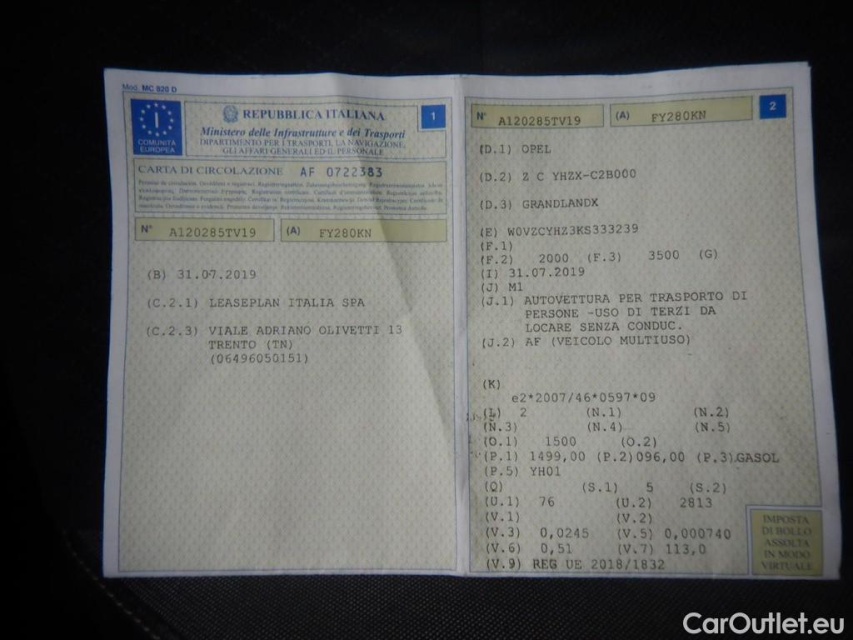 Mod. MC 820 D
COMUNITÀ
EUROPEA
REPUBBLICA ITALIANA
1
Ministero delle Infrastrutture e dei Trasporti
DIPARTIMENTO PER I TRASPORTI, LA NAVIGAZIONE,
GLI AFFARI GENERALI ED IL PERSONALE
CARTA DI CIRCOLAZIONE AF 0722383
N° A120285TV19 (A) FY280KN
(B) 31.07.2019
(C.2.1) LEASEPLAN ITALIA SPA
(C.2.3) VIALE ADRIANO OLIVETTI 13
TRENTO (TN)
(06496050151)
N° A120285TV19 (A) FY280KN
2
(D.1) OPEL
(D.2) Z C YHZX-C2B000
(D.3) GRANDLANDX
(E) W0VZCYHZ3KS333239
(F.1)
(F.2) 2000 (F.3) 3500 (G)
(I) 31.07.2019
(J) M1
(J.1) AUTOVETTURA PER TRASPORTO DI
PERSONE -USO DI TERZI DA
LOCARE SENZA CONDUC.
(J.2) AF (VEICOLO MULTIUSO)
(K)
e2*2007/46*0597*09
(L) 2 (N.1) (N.2)
(N.3) (N.4) (N.5)
(O.1) 1500 (O.2)
(P.1) 1499,00 (P.2)096,00 (P.3)GASOL
(P.5) YH01
(Q) (S.1) 5 (S.2)
(U.1) 76 (U.2) 2813
(V.1) (V.2)
(V.3) 0,0245 (V.5) 0,000740
(V.6) 0,51 (V.7) 113,0
(V.9) REG UE 2018/1832
IMPOSTA
DI BOLLO
ASSOLTA
IN MODO
VIRTUALE
CarOutlet.eu